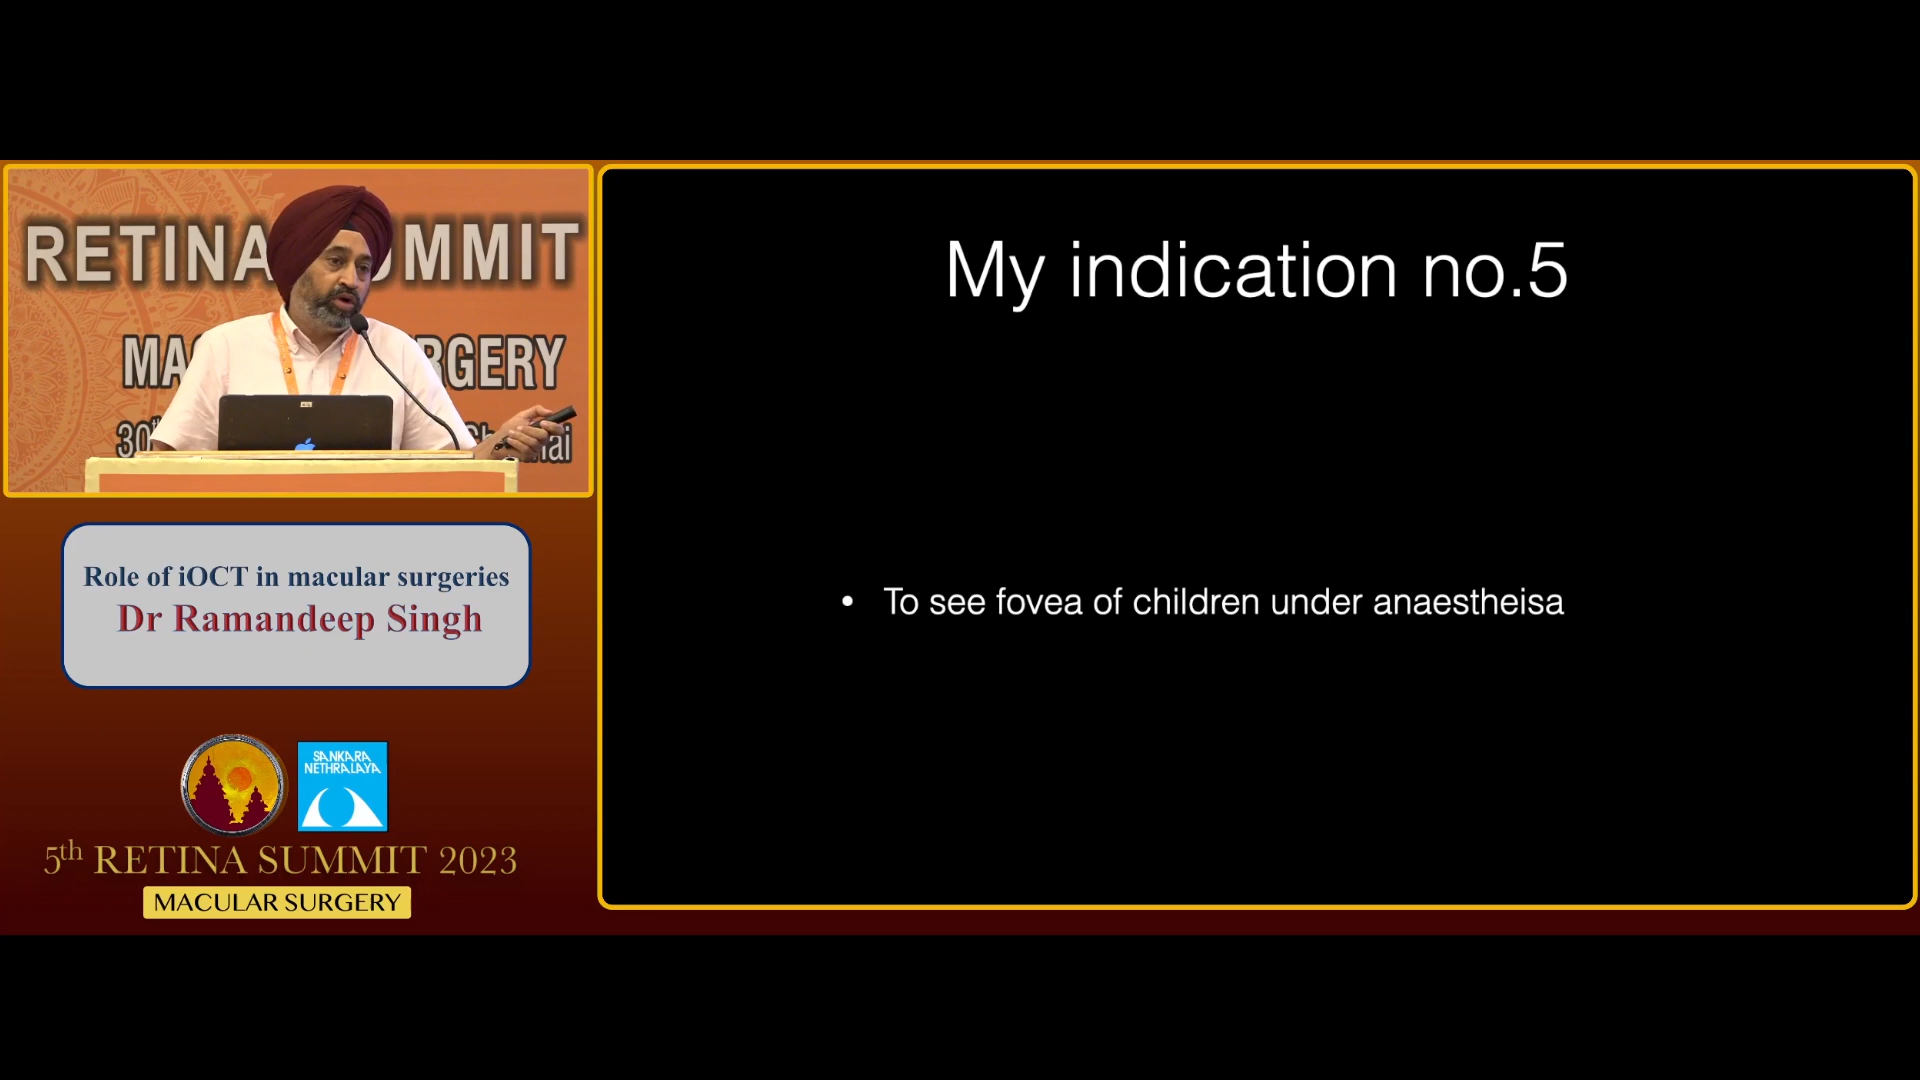 RETINA SUMMIT
MA RGERY
30th
ai
Role of iOCT in macular surgeries
Dr Ramandeep Singh
SANKARA
NETHRALAYA
5th RETINA SUMMIT 2023
MACULAR SURGERY
My indication no.5
• To see fovea of children under anaestheisa